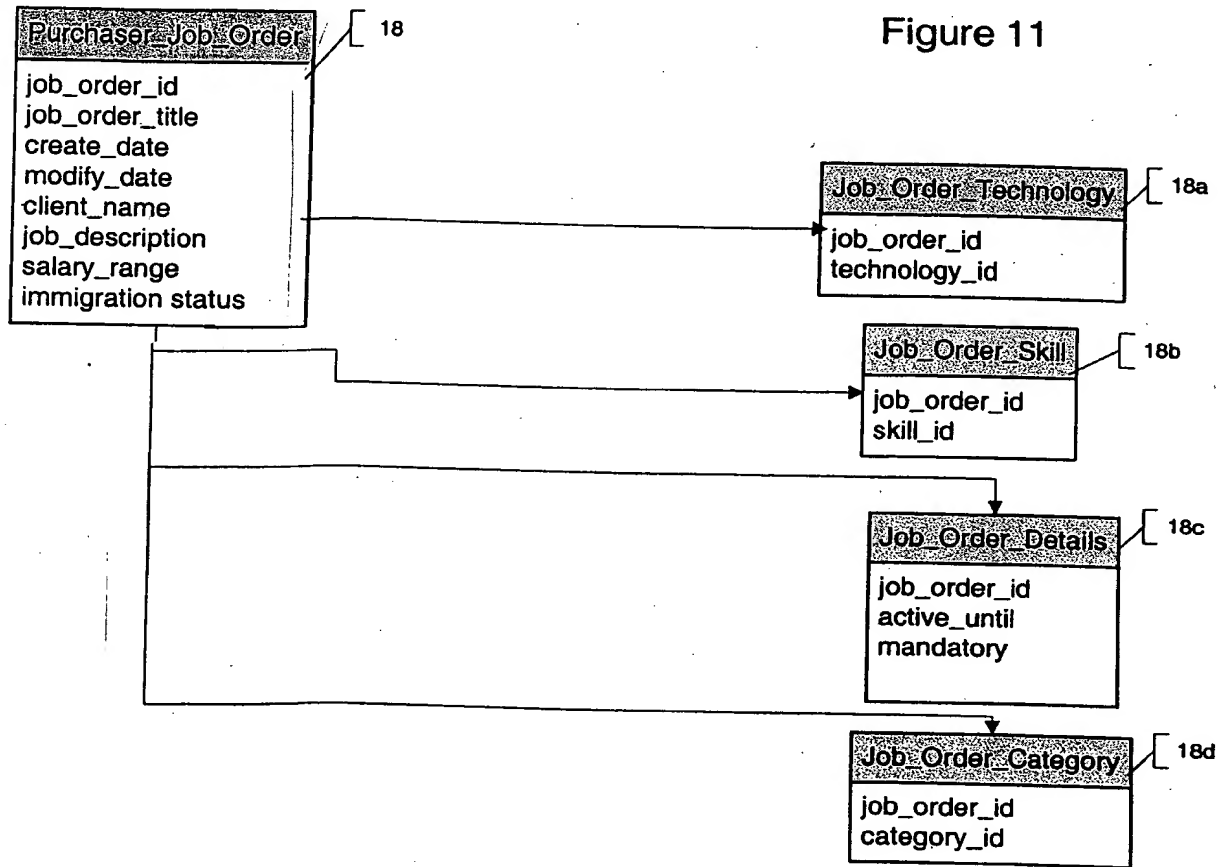 Figure 11
Purchaser_Job_Order
18
job_order_id
job_order_title
create_date
modify_date
client_name
job_description
salary_range
immigration status
Job_Order_Technology
18a
job_order_id
technology_id
Job_Order_Skill
18b
job_order_id
skill_id
Job_Order_Details
18c
job_order_id
active_until
mandatory
Job_Order_Category
18d
job_order_id
category_id